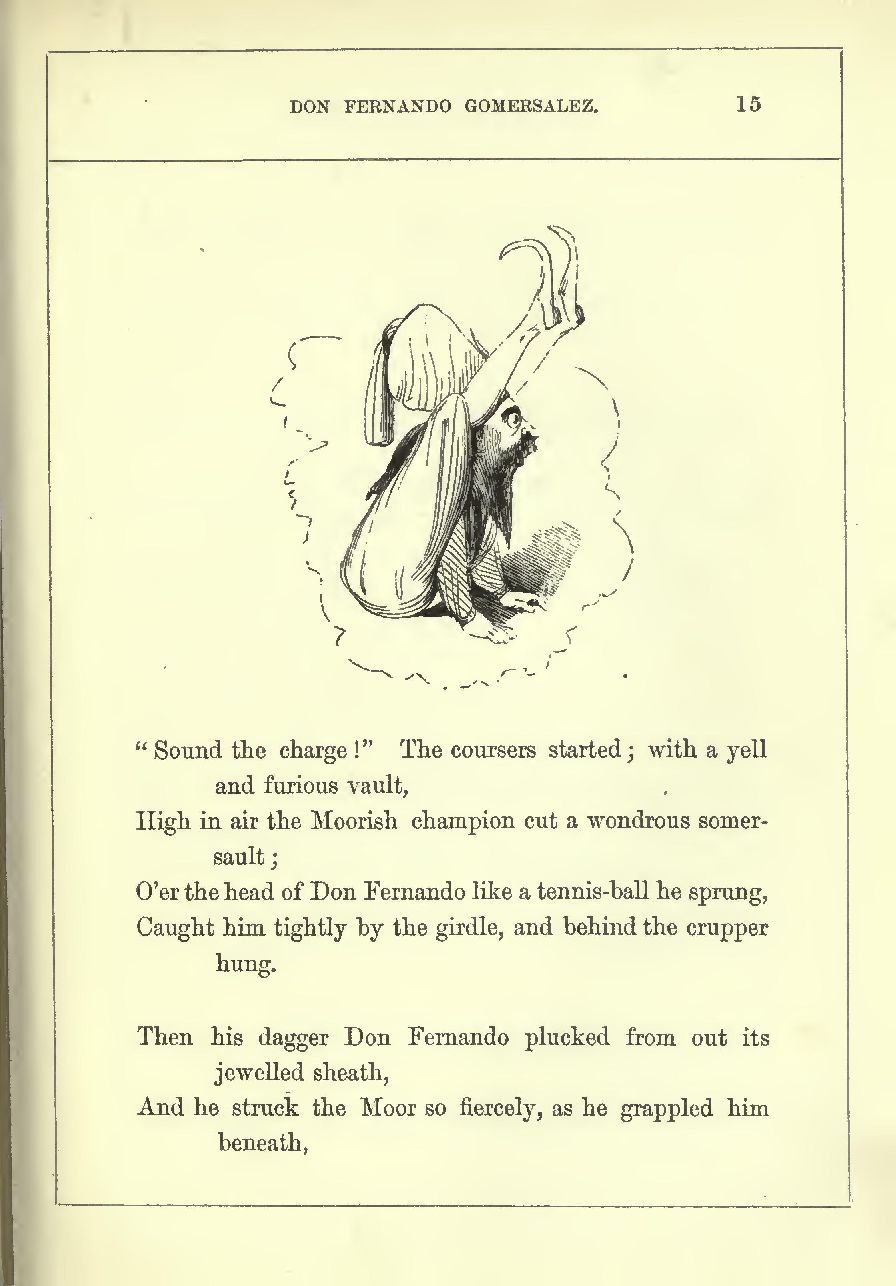 DON FERNANDO GOMERSALEZ. 15
“ Sound the charge !” The coursers started ; with a yell
and furious vault,
High in air the Moorish champion cut a wondrous somer-
sault ;
O’er the head of Don Fernando like a tennis-ball he sprung,
Caught him tightly by the girdle, and behind the crupper
hung.
Then his dagger Don Fernando plucked from out its
jewelled sheath,
And he struck the Moor so fiercely, as he grappled him
beneath,